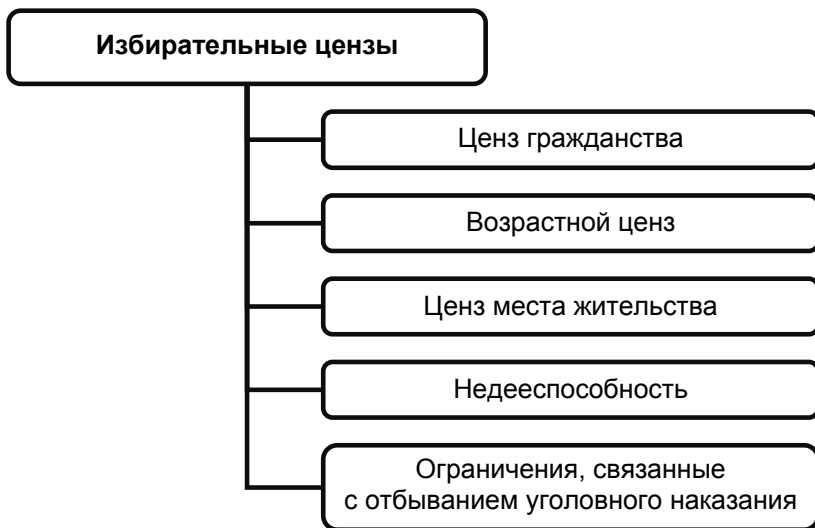 Избирательные цензы
Ценз гражданства
Возрастной ценз
Ценз места жительства
Недееспособность
Ограничения, связанные
с отбыванием уголовного наказания